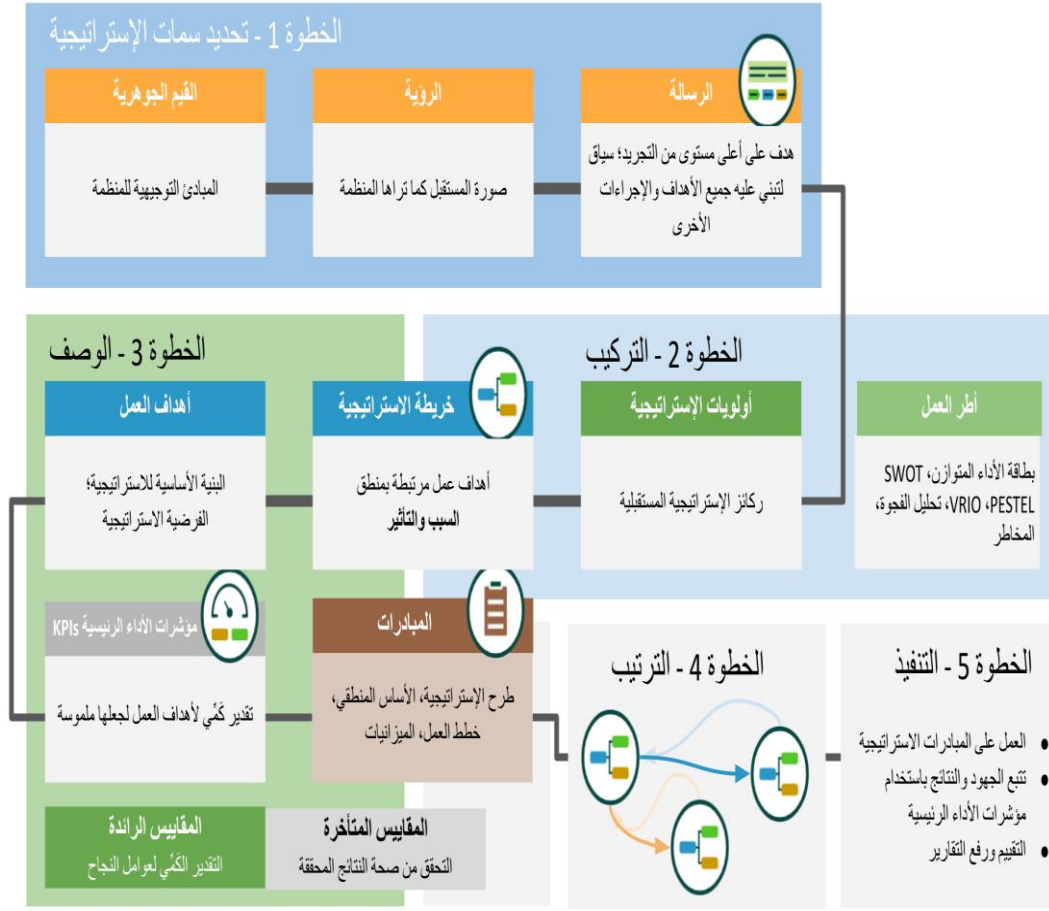 الخطوة 1 - تحديد سمات الإستراتيجية
الرسالة
هدف على أعلى مستوى من التجريد؛ سياق
لتبني عليه جميع الأهداف والإجراءات
الأخرى
الرؤية
صورة المستقبل كما تراها المنظمة
القيم الجوهرية
المبادئ التوجيهية للمنظمة
الخطوة 2 - التركيب
أطر العمل
بطاقة الأداء المتوازن، SWOT
VRIO ،PESTEL، تحليل الفجوة،
المخاطر
أولويات الإستراتيجية
ركائز الإستراتيجية المستقبلية
خريطة الاستراتيجية
أهداف عمل مرتبطة بمنطق
السبب والتأثير
الخطوة 3 - الوصف
أهداف العمل
البنية الأساسية للاستراتيجية؛
الفرضية الاستراتيجية
مؤشرات الأداء الرئيسية KPIs
تقدير كَمِّي لأهداف العمل لجعلها ملموسة
المبادرات
طرح الإستراتيجية، الأساس المنطقي،
خطط العمل، الميزانيات
المقاييس المتأخرة
التحقق من صحة النتائج المحققة
المقاييس الرائدة
التقدير الكَمِّي لعوامل النجاح
الخطوة 4 - الترتيب
الخطوة 5 - التنفيذ
● العمل على المبادرات الاستراتيجية
● تتبع الجهود والنتائج باستخدام
مؤشرات الأداء الرئيسية
● التقييم ورفع التقارير